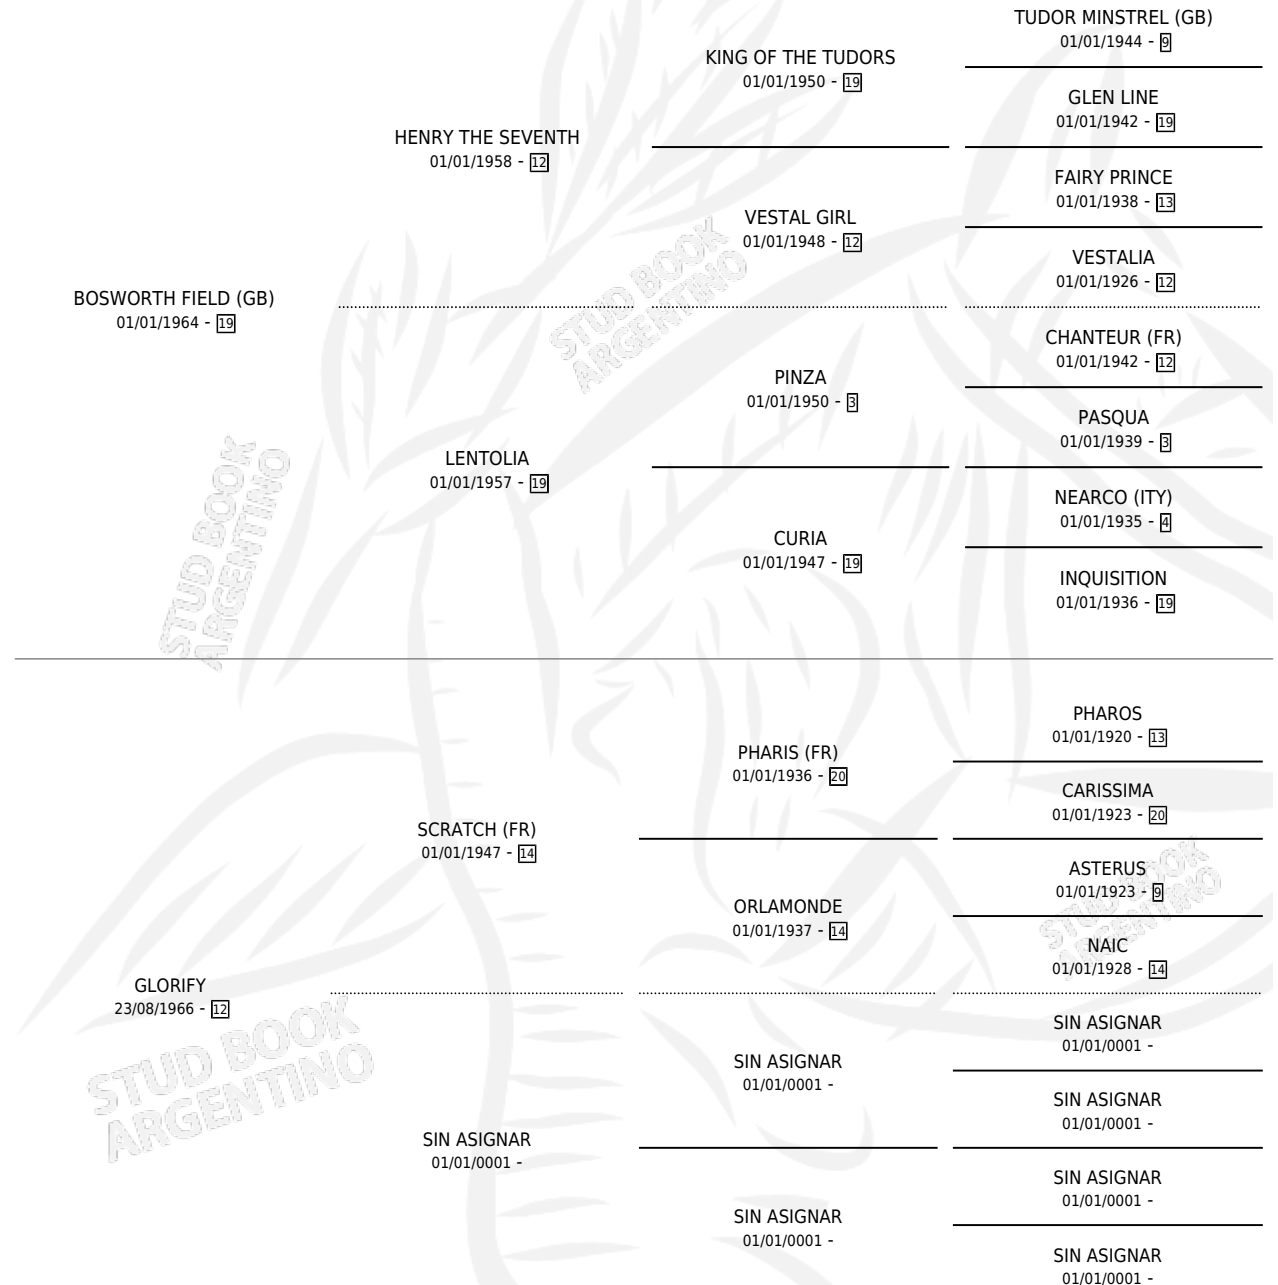 TUDOR MINSTREL (GB)
01/01/1944 - 9
KING OF THE TUDORS
01/01/1950 - 19
GLEN LINE
01/01/1942 - 19
HENRY THE SEVENTH
01/01/1958 - 12
FAIRY PRINCE
01/01/1938 - 13
VESTAL GIRL
01/01/1948 - 12
VESTALIA
01/01/1926 - 12
BOSWORTH FIELD (GB)
01/01/1964 - 19
STUD BOOK
ARGENTINO
CHANTEUR (FR)
01/01/1942 - 12
PINZA
01/01/1950 - 3
PASQUA
01/01/1939 - 3
LENTOLIA
01/01/1957 - 19
STUD BOOK
ARGENTINO
NEARCO (ITY)
01/01/1935 - 4
CURIA
01/01/1947 - 19
INQUISITION
01/01/1936 - 19
PHAROS
01/01/1920 - 13
PHARIS (FR)
01/01/1936 - 20
CARISSIMA
01/01/1923 - 20
SCRATCH (FR)
01/01/1947 - 14
ASTERUS
01/01/1923 - 9
STUD BOOK
ARGENTINO
ORLAMONDE
01/01/1937 - 14
NAIC
01/01/1928 - 14
GLORIFY
23/08/1966 - 12
STUD BOOK
ARGENTINO
SIN ASIGNAR
01/01/0001 -
SIN ASIGNAR
01/01/0001 -
SIN ASIGNAR
01/01/0001 -
SIN ASIGNAR
01/01/0001 -
SIN ASIGNAR
01/01/0001 -
SIN ASIGNAR
01/01/0001 -
SIN ASIGNAR
01/01/0001 -